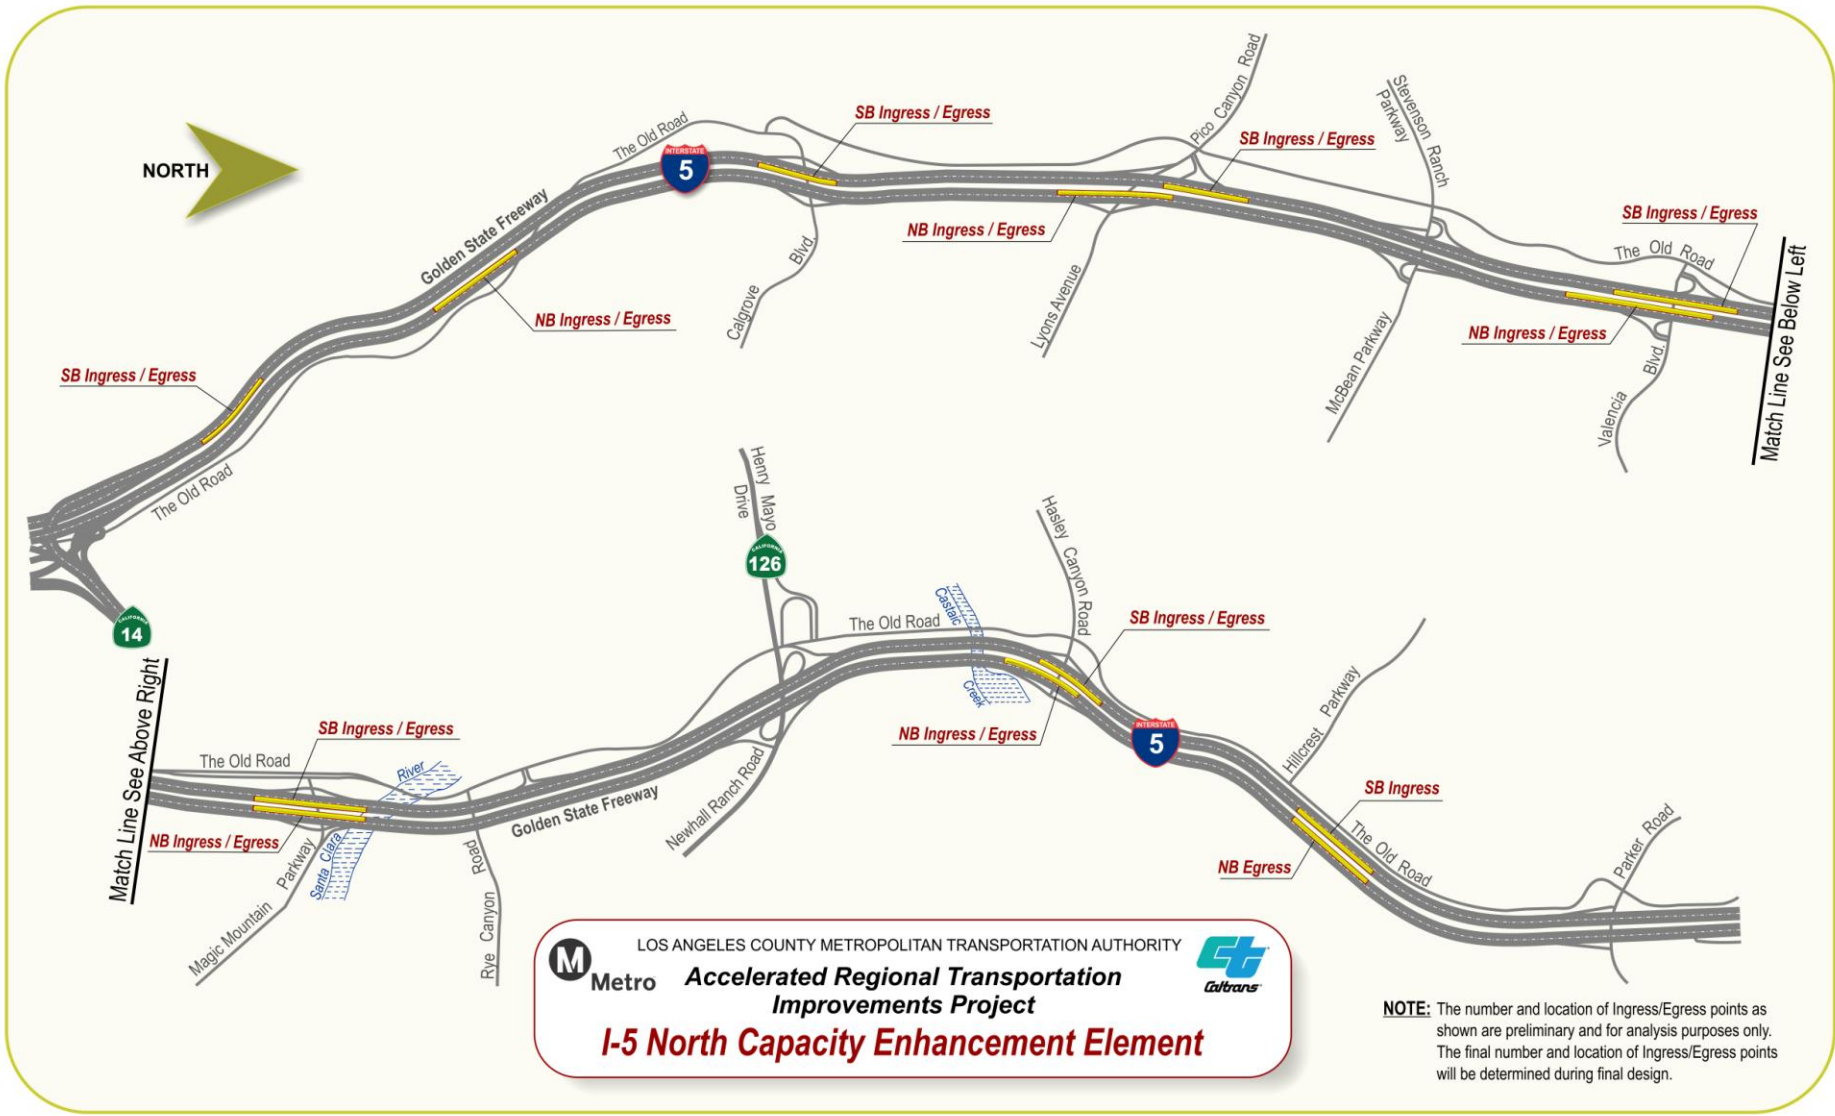 NORTH
The Old Road
INTERSTATE
5
SB Ingress / Egress
Pico Canyon Road
SB Ingress / Egress
Stevenson Ranch
Parkway
Golden State Freeway
NB Ingress / Egress
SB Ingress / Egress
The Old Road
Calgrove Blvd.
Lyons Avenue
McBean Parkway
NB Ingress / Egress
NB Ingress / Egress
Valencia Blvd.
Match Line See Below Left
SB Ingress / Egress
The Old Road
CALIFORNIA
14
Match Line See Above Right
Henry Mayo
Drive
CALIFORNIA
126
The Old Road
Castaic
Creek
Hasley Canyon Road
SB Ingress / Egress
NB Ingress / Egress
INTERSTATE
5
Hillcrest Parkway
SB Ingress / Egress
The Old Road
River
Santa Clara
NB Ingress / Egress
Magic Mountain Parkway
Rye Canyon Road
Golden State Freeway
Newhall Ranch Road
SB Ingress
NB Egress
The Old Road
Parker Road
LOS ANGELES COUNTY METROPOLITAN TRANSPORTATION AUTHORITY
M
Metro
Accelerated Regional Transportation
Improvements Project
I-5 North Capacity Enhancement Element
ct
Caltrans
NOTE: The number and location of Ingress/Egress points as
shown are preliminary and for analysis purposes only.
The final number and location of Ingress/Egress points
will be determined during final design.